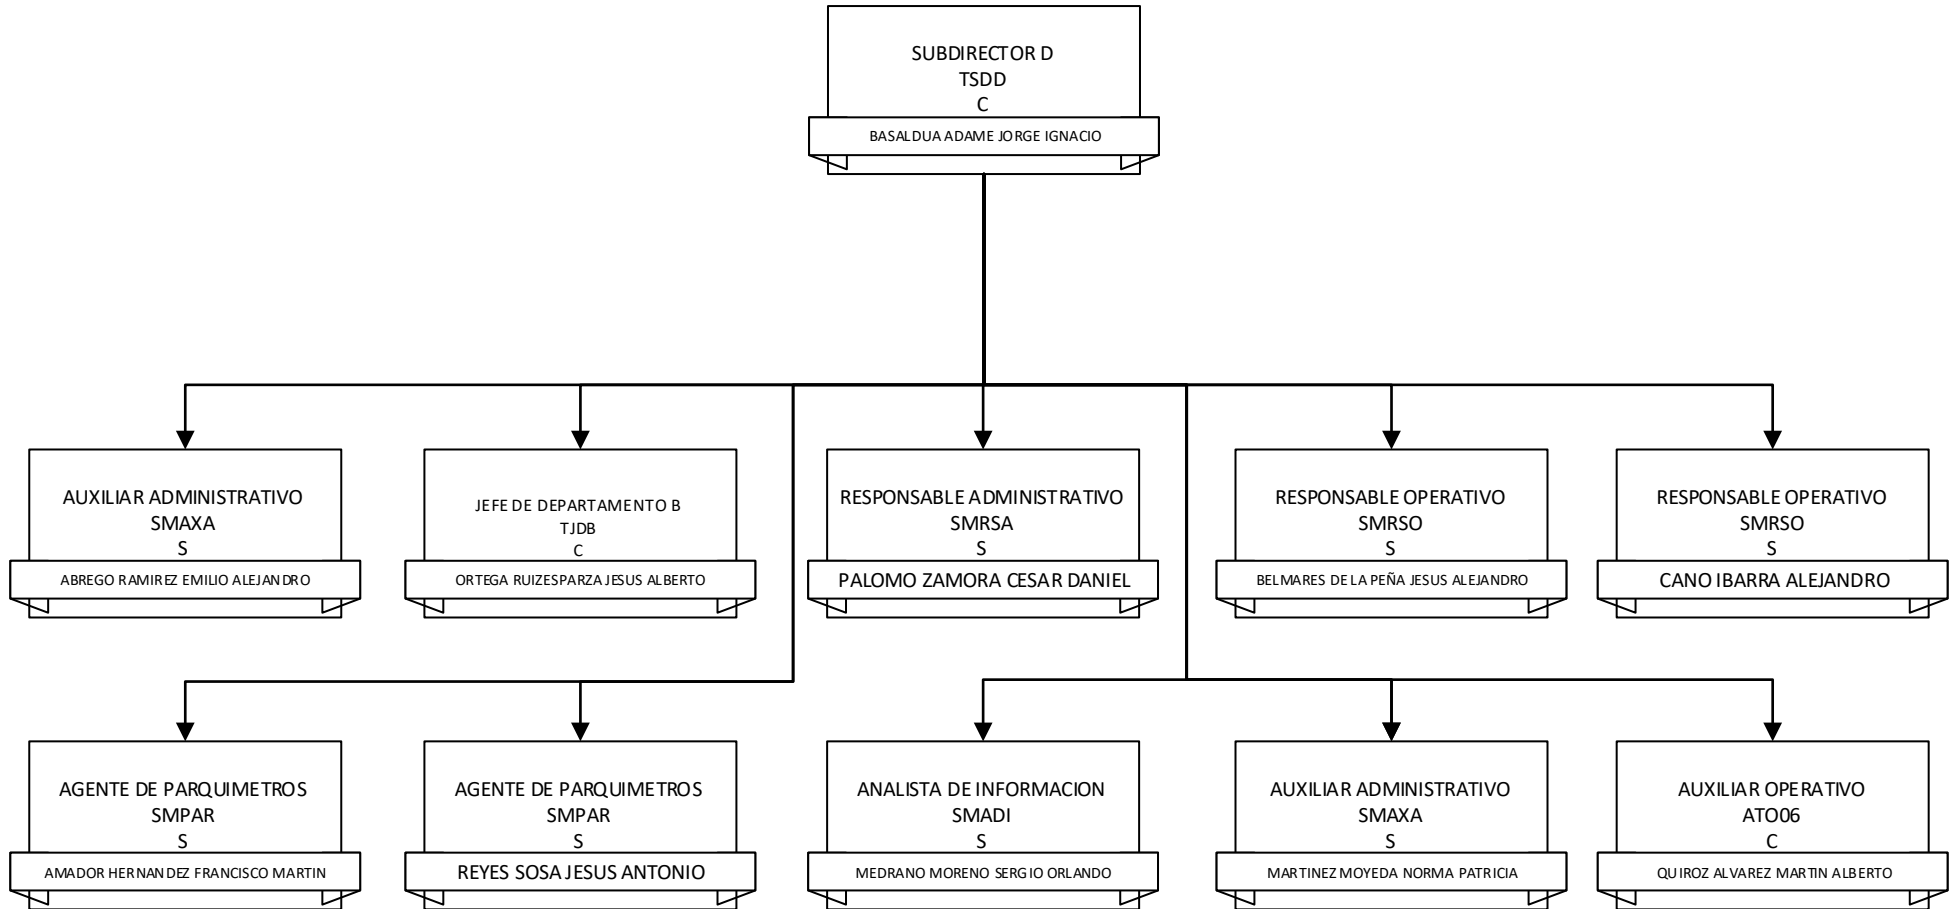 SUBDIRECTOR D
TSDD
C
BASALDUA ADAME JORGE IGNACIO
AUXILIAR ADMINISTRATIVO
SMAXA
S
ABREGO RAMIREZ EMILIO ALEJANDRO
JEFE DE DEPARTAMENTO B
TJDB
C
ORTEGA RUIZESPARZA JESUS ALBERTO
RESPONSABLE ADMINISTRATIVO
SMRSA
S
PALOMO ZAMORA CESAR DANIEL
RESPONSABLE OPERATIVO
SMRSO
S
BELMARES DE LA PEÑA JESUS ALEJANDRO
RESPONSABLE OPERATIVO
SMRSO
S
CANO IBARRA ALEJANDRO
AGENTE DE PARQUIMETROS
SMPAR
S
AMADOR HERNANDEZ FRANCISCO MARTIN
AGENTE DE PARQUIMETROS
SMPAR
S
REYES SOSA JESUS ANTONIO
ANALISTA DE INFORMACION
SMADI
S
MEDRANO MORENO SERGIO ORLANDO
AUXILIAR ADMINISTRATIVO
SMAXA
S
MARTINEZ MOYEDA NORMA PATRICIA
AUXILIAR OPERATIVO
ATO06
C
QUIROZ ALVAREZ MARTIN ALBERTO